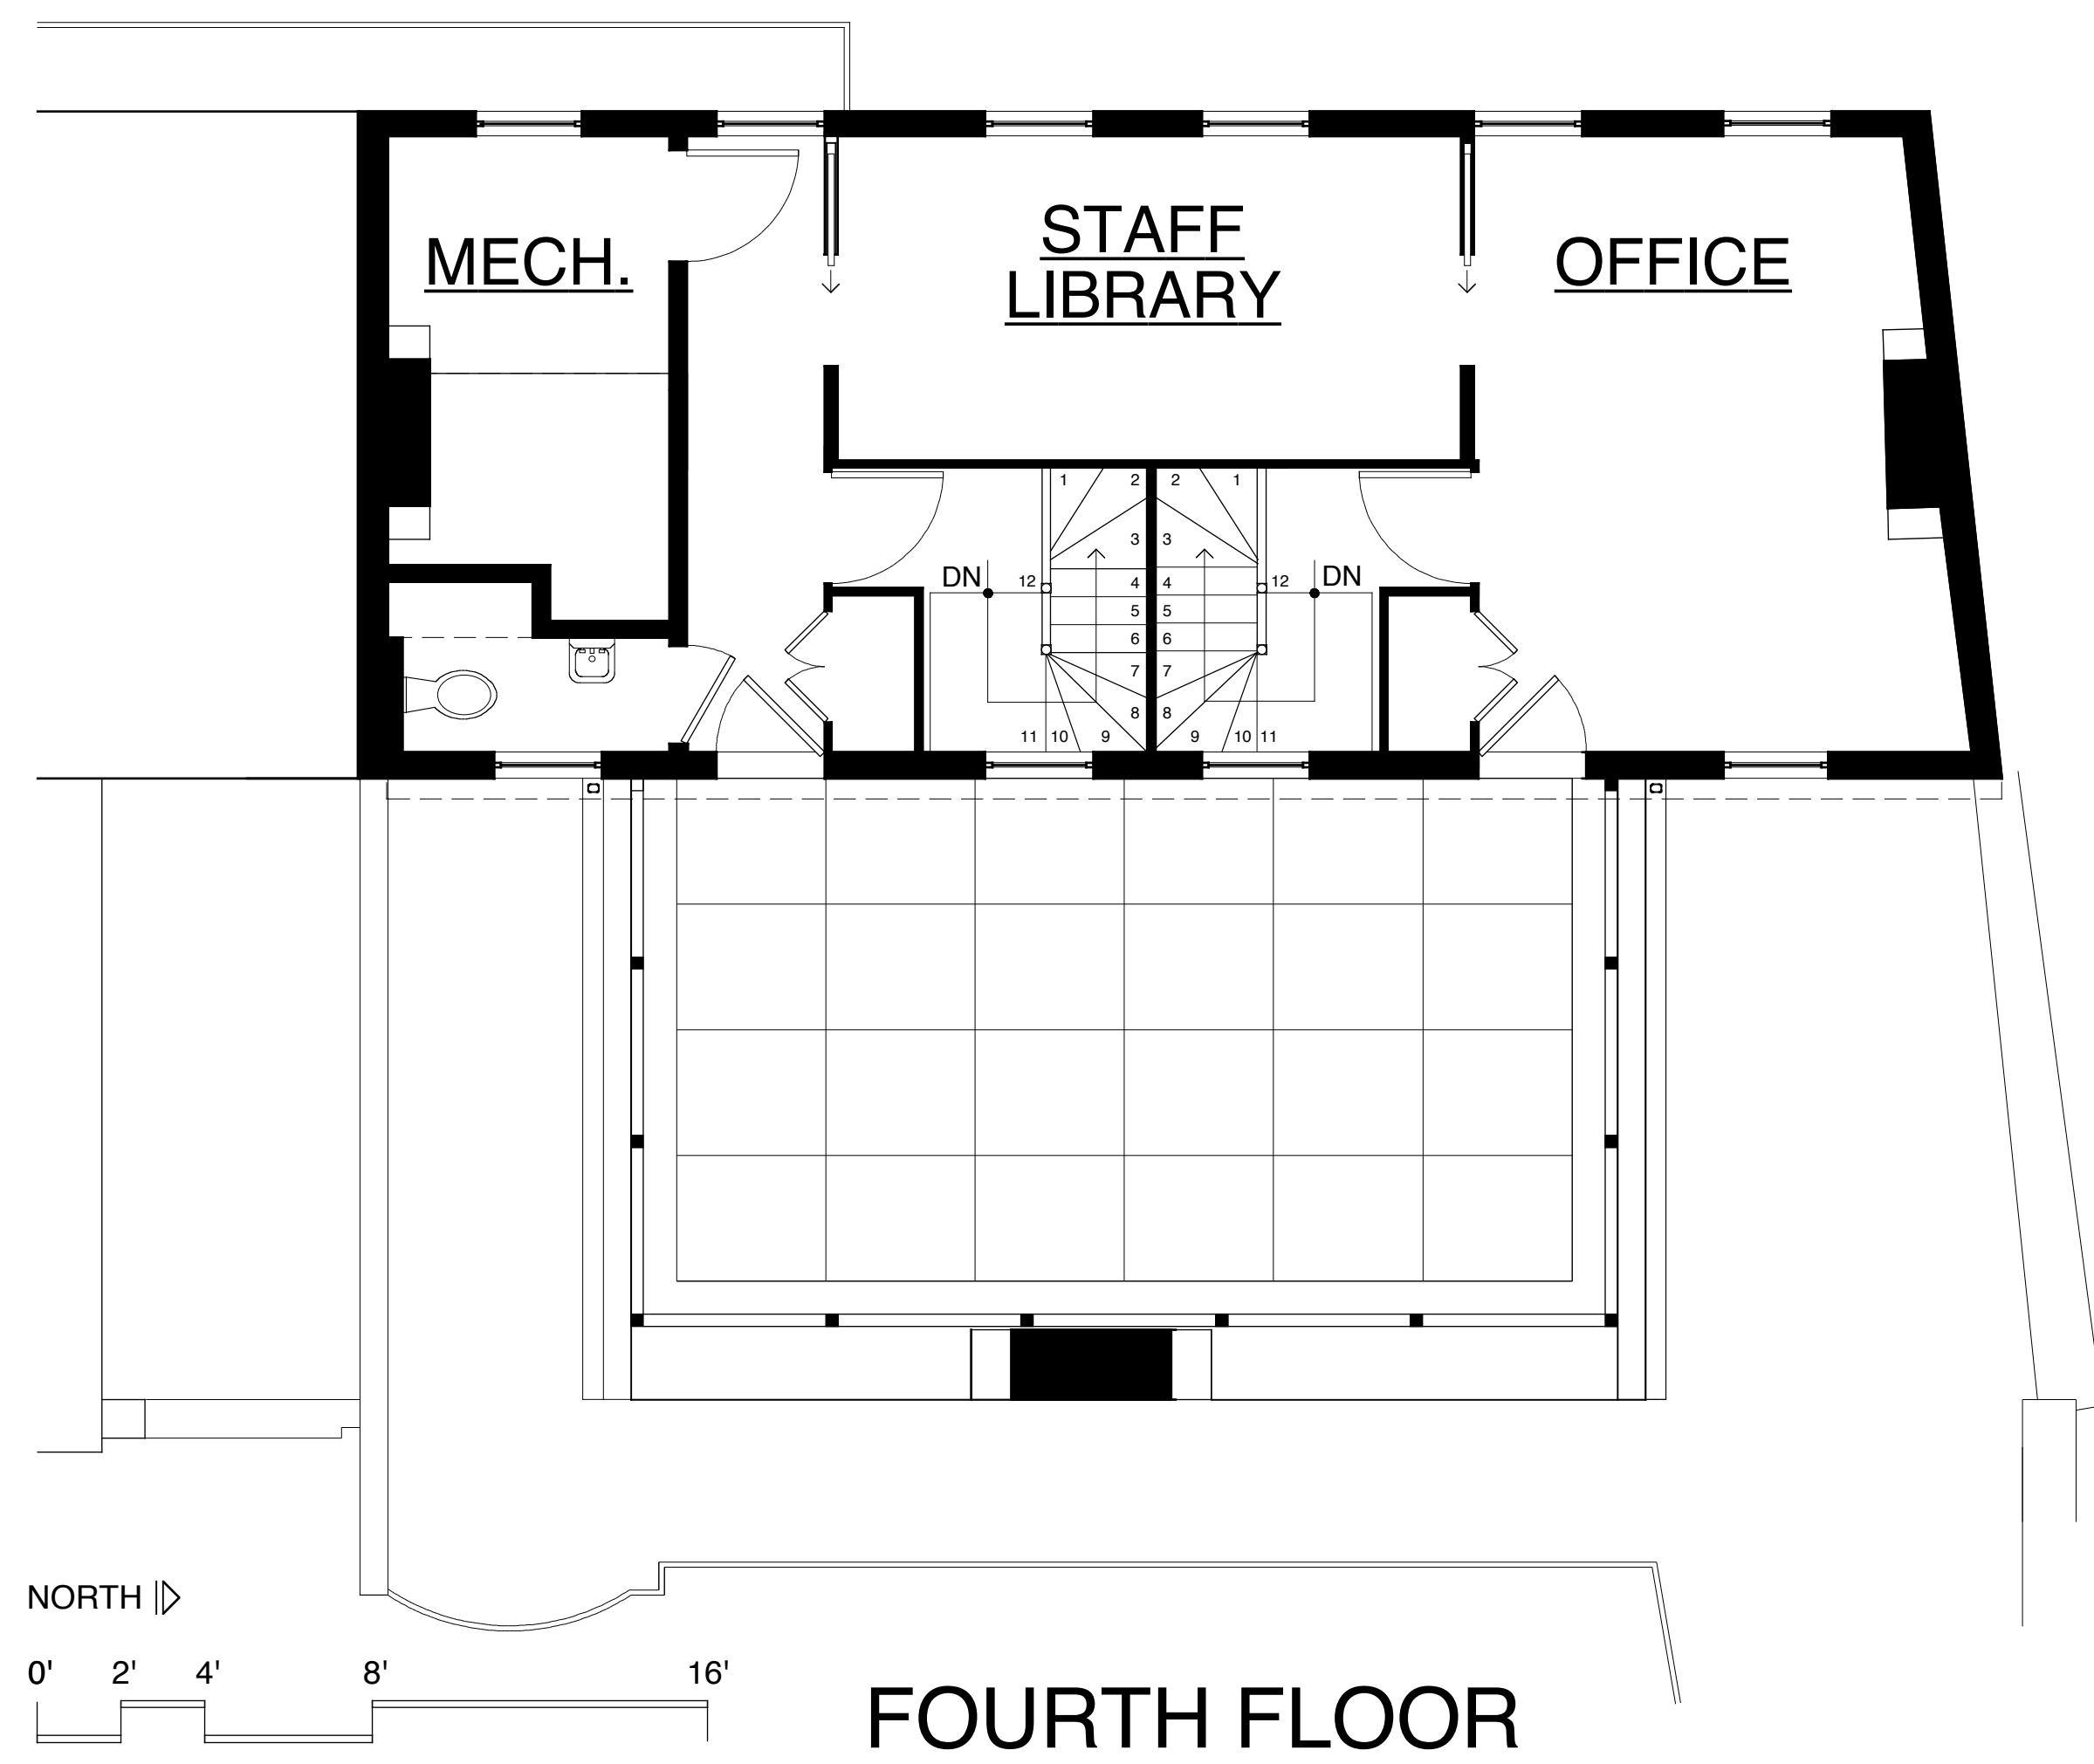 STAFF
LIBRARY
MECH.
OFFICE
1 2 2 1
3 3
DN 12 4 4 12 DN
5 5
6 6
7 7
8 8
11 10 9 9 10 11
NORTH
0' 2' 4' 8' 16'
FOURTH FLOOR